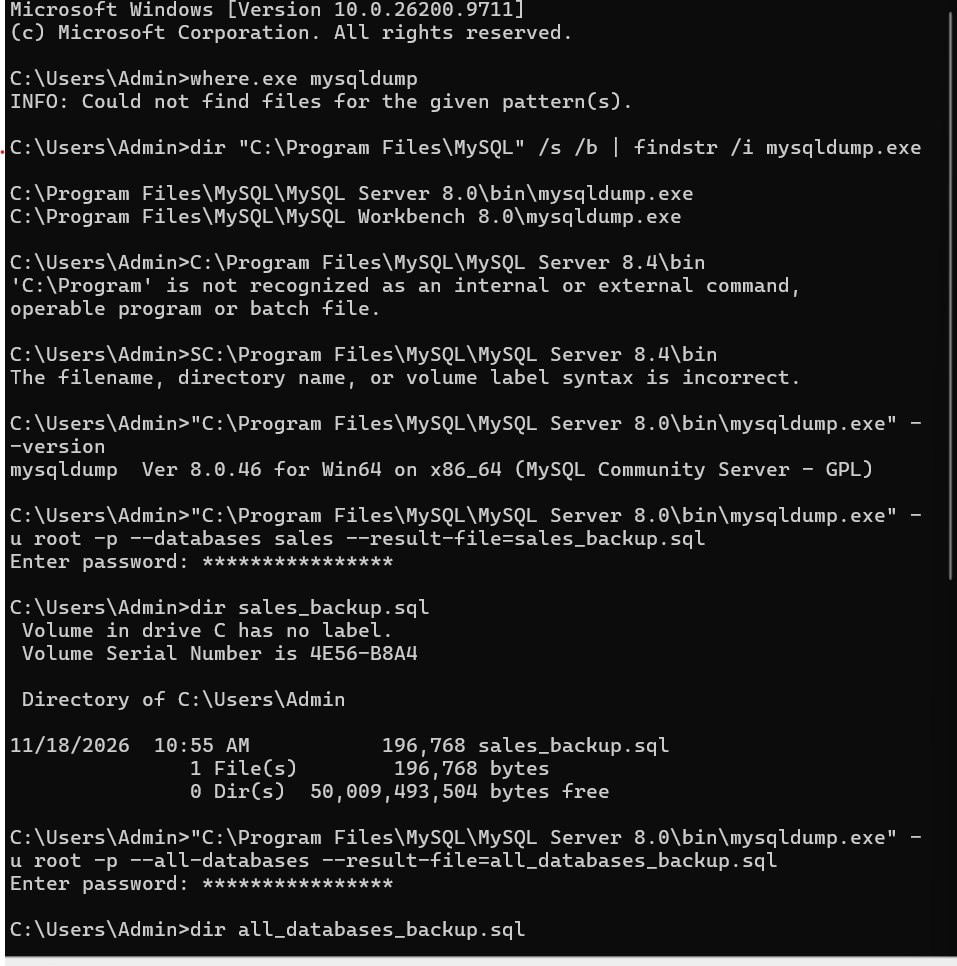 Microsoft Windows [Version 10.0.26200.9711]
(c) Microsoft Corporation. All rights reserved.
C:\Users\Admin>where.exe mysqldump
INFO: Could not find files for the given pattern(s).
C:\Users\Admin>dir "C:\Program Files\MySQL" /s /b | findstr /i mysqldump.exe
C:\Program Files\MySQL\MySQL Server 8.0\bin\mysqldump.exe
C:\Program Files\MySQL\MySQL Workbench 8.0\mysqldump.exe
C:\Users\Admin>C:\Program Files\MySQL\MySQL Server 8.4\bin
'C:\Program' is not recognized as an internal or external command,
operable program or batch file.
C:\Users\Admin>SC:\Program Files\MySQL\MySQL Server 8.4\bin
The filename, directory name, or volume label syntax is incorrect.
C:\Users\Admin>"C:\Program Files\MySQL\MySQL Server 8.0\bin\mysqldump.exe" -
-version
mysqldump  Ver 8.0.46 for Win64 on x86_64 (MySQL Community Server - GPL)
C:\Users\Admin>"C:\Program Files\MySQL\MySQL Server 8.0\bin\mysqldump.exe" -
u root -p --databases sales --result-file=sales_backup.sql
Enter password: ****************
C:\Users\Admin>dir sales_backup.sql
 Volume in drive C has no label.
 Volume Serial Number is 4E56-B8A4
 Directory of C:\Users\Admin
11/18/2026  10:55 AM           196,768 sales_backup.sql
               1 File(s)        196,768 bytes
               0 Dir(s)  50,009,493,504 bytes free
C:\Users\Admin>"C:\Program Files\MySQL\MySQL Server 8.0\bin\mysqldump.exe" -
u root -p --all-databases --result-file=all_databases_backup.sql
Enter password: ****************
C:\Users\Admin>dir all_databases_backup.sql